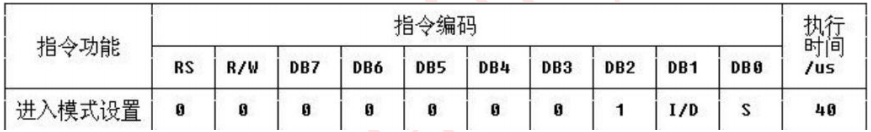 指令功能 指令编码 执行时间/us
RS R/W DB7 DB6 DB5 DB4 DB3 DB2 DB1 DB0
进入模式设置 0 0 0 0 0 0 0 1 I/D S 40